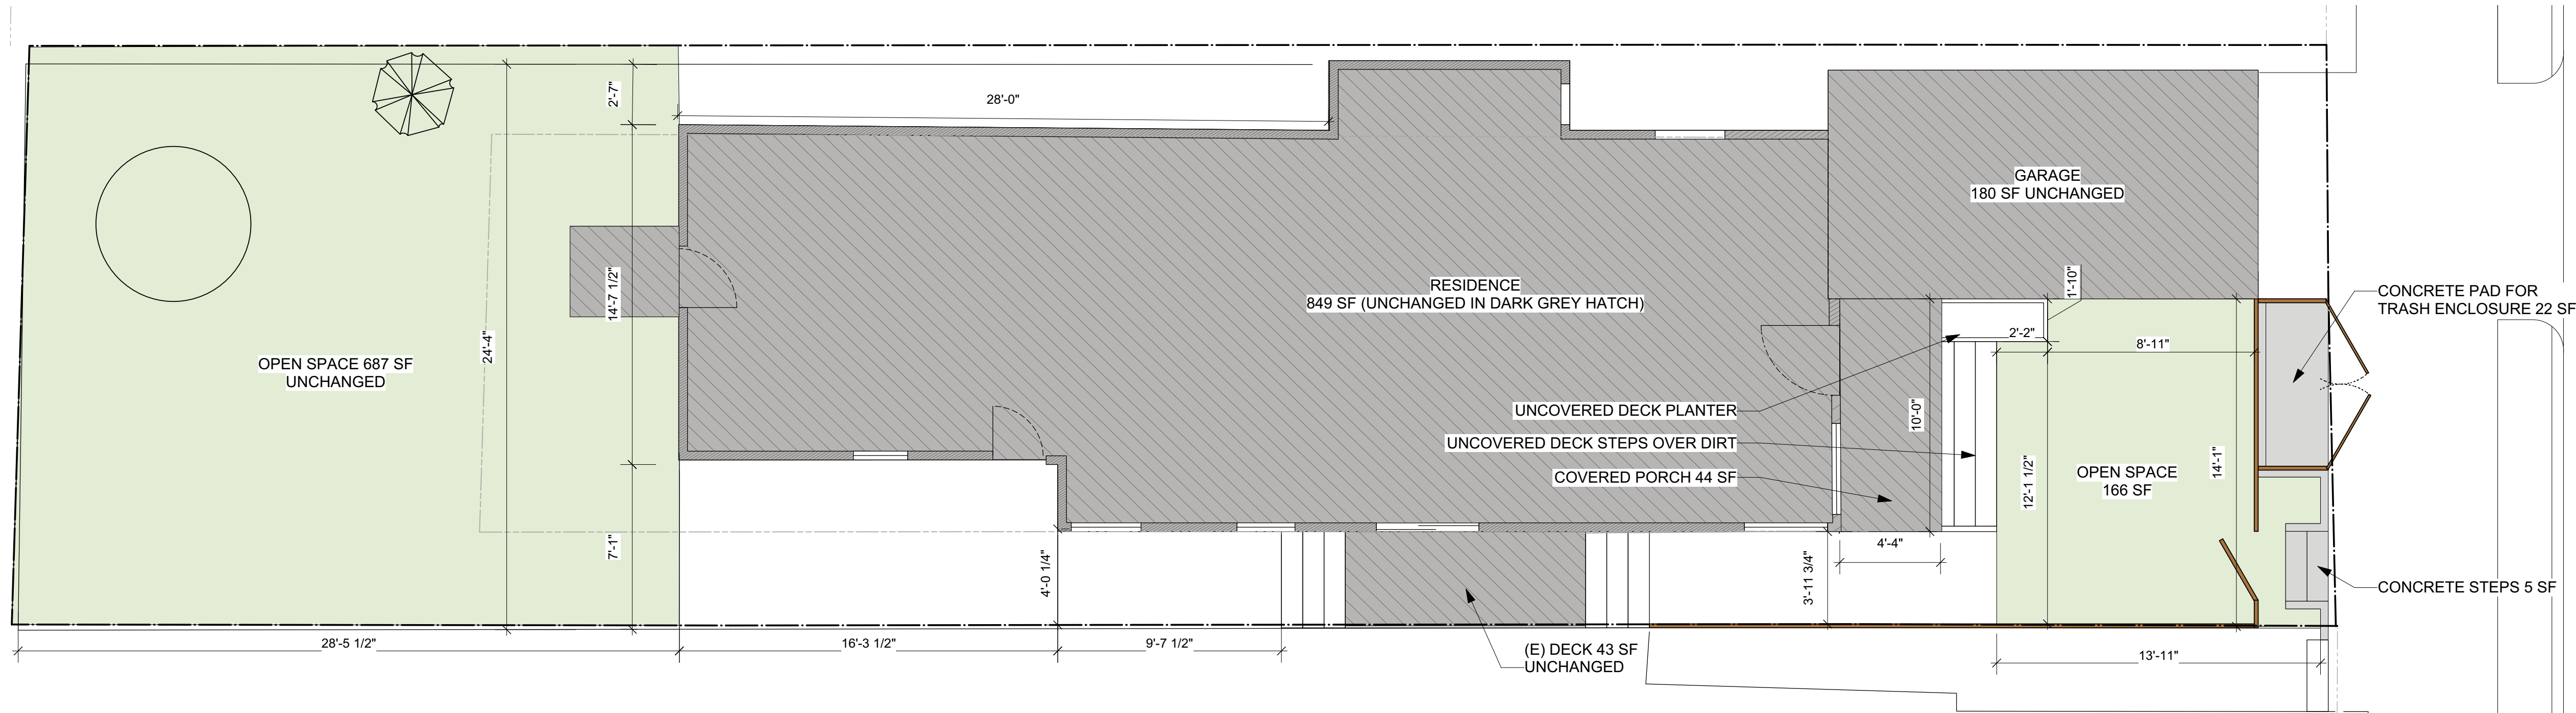 2'-7"
28'-0"
GARAGE
180 SF UNCHANGED
1'-10"
14'-7 1/2"
RESIDENCE
849 SF (UNCHANGED IN DARK GREY HATCH)
CONCRETE PAD FOR
TRASH ENCLOSURE 22 SF
2'-2"
8'-11"
24'-4"
OPEN SPACE 687 SF
UNCHANGED
UNCOVERED DECK PLANTER
10'-0"
UNCOVERED DECK STEPS OVER DIRT
COVERED PORCH 44 SF
12'-1 1/2"
OPEN SPACE
166 SF
14'-1"
7'-1"
4'-0 1/4"
3'-11 3/4"
4'-4"
CONCRETE STEPS 5 SF
28'-5 1/2"
16'-3 1/2"
9'-7 1/2"
(E) DECK 43 SF
UNCHANGED
13'-11"